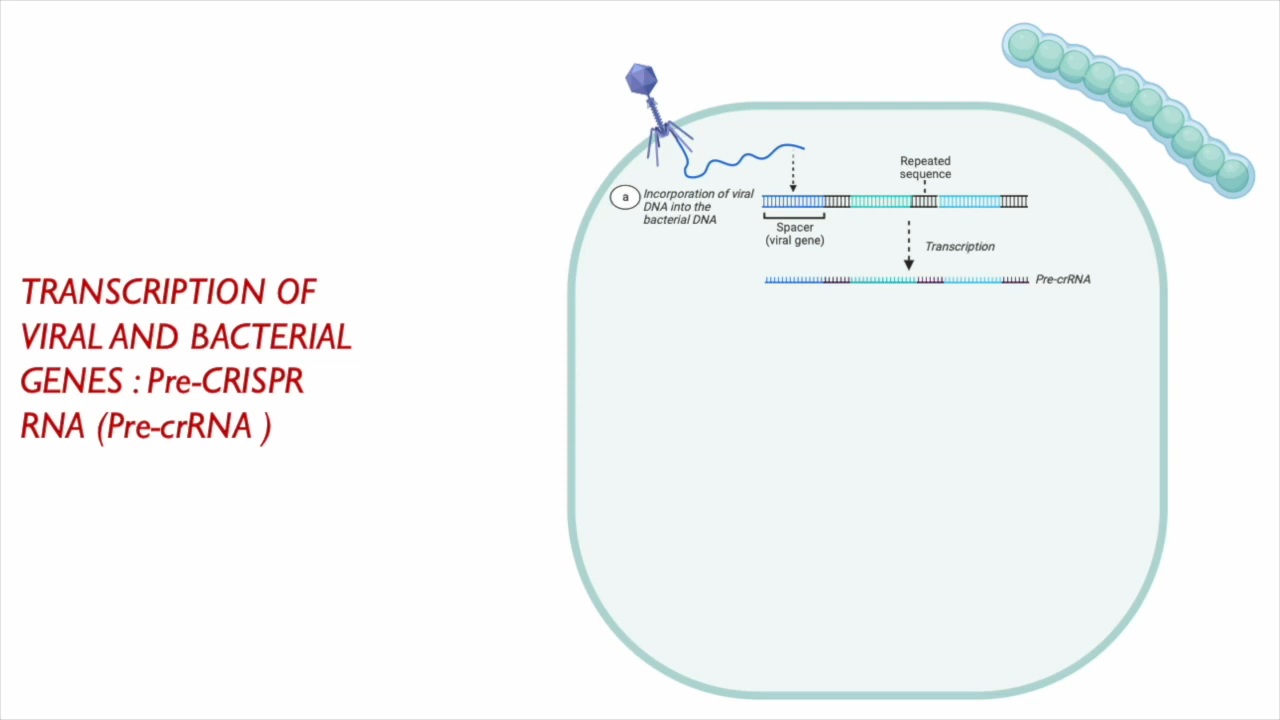 TRANSCRIPTION OF
VIRAL AND BACTERIAL
GENES : Pre-CRISPR
RNA (Pre-crRNA )
a
Incorporation of viral
DNA into the
bacterial DNA
Repeated
sequence
Spacer
(viral gene)
Transcription
Pre-crRNA